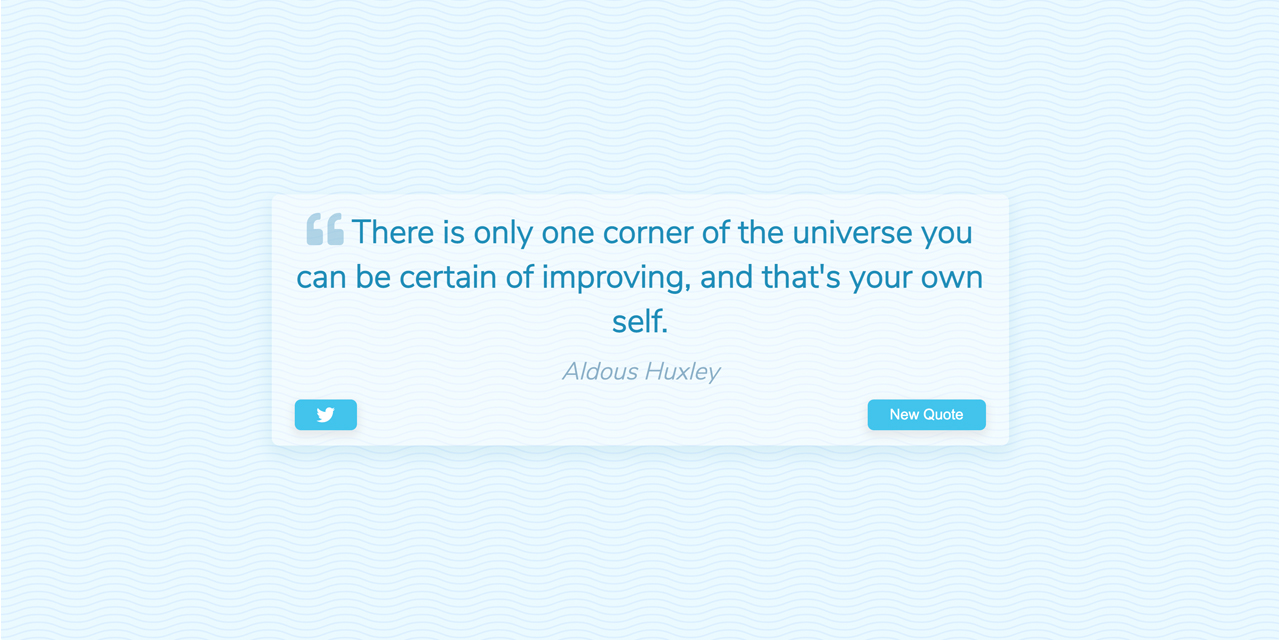 “ There is only one corner of the universe you
can be certain of improving, and that's your own
self.
Aldous Huxley
New Quote